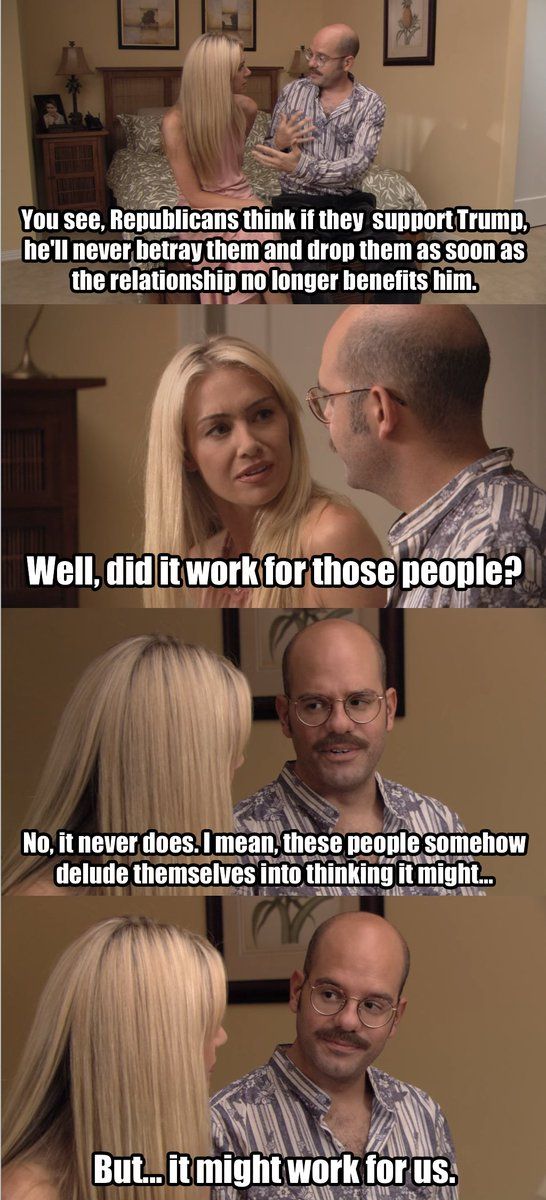 You see, Republicans think if they support Trump,
he'll never betray them and drop them as soon as
the relationship no longer benefits him.
Well, did it work for those people?
No, it never does. I mean, these people somehow
delude themselves into thinking it might...
But... it might work for us.